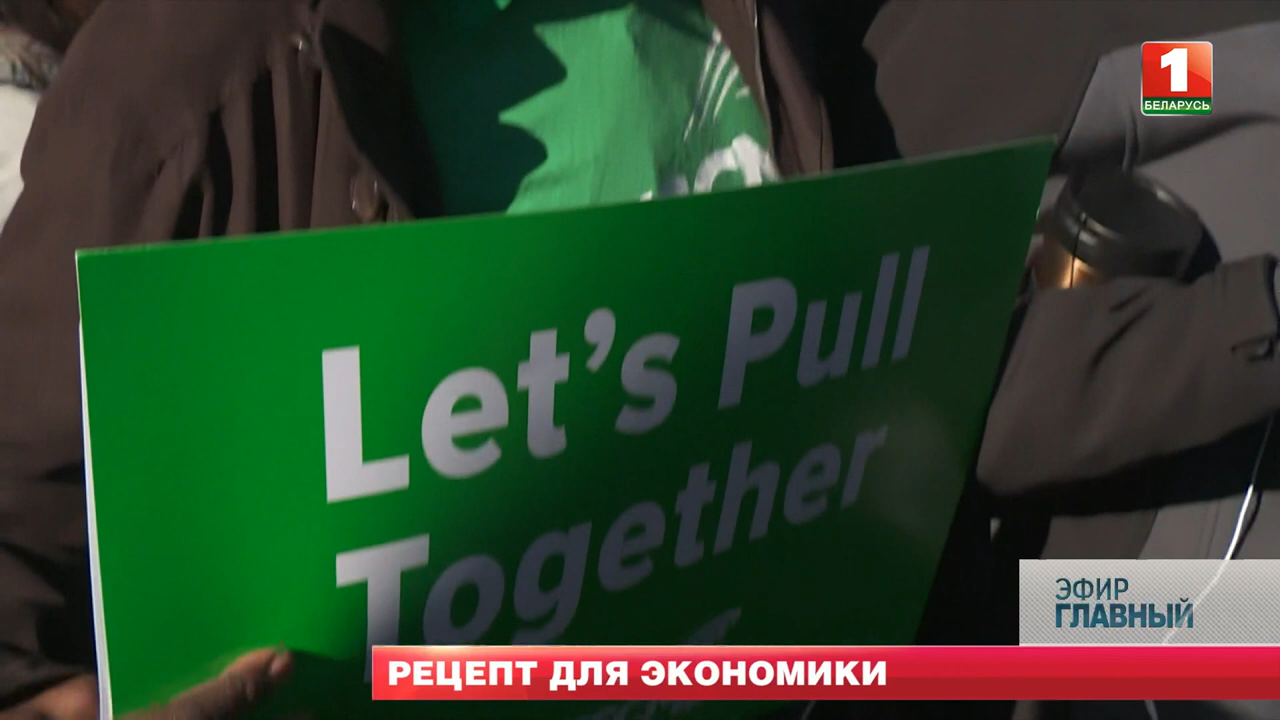 1
БЕЛАРУСЬ
Let's Pull
Together
ЭФИР
ГЛАВНЫЙ
РЕЦЕПТ ДЛЯ ЭКОНОМИКИ